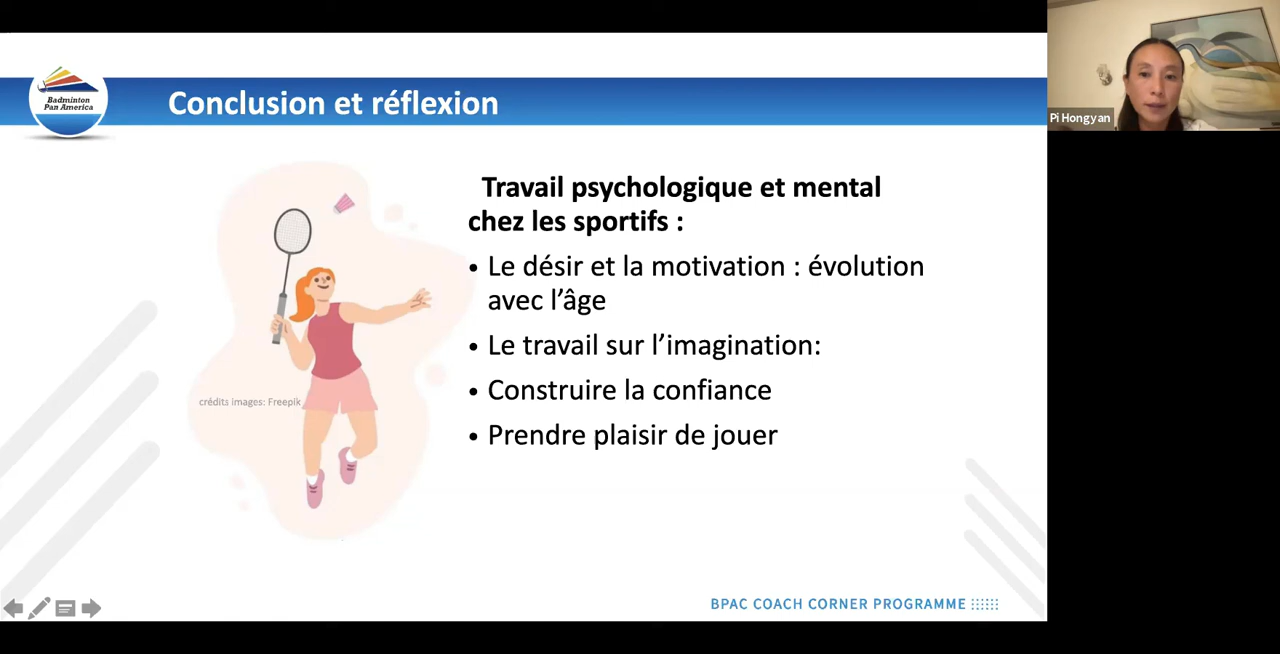 Badminton
Pan America
Conclusion et réflexion
Pi Hongyan
Travail psychologique et mental
chez les sportifs :
• Le désir et la motivation : évolution
avec l’âge
• Le travail sur l’imagination:
• Construire la confiance
• Prendre plaisir de jouer
crédits images: Freepik
BPAC COACH CORNER PROGRAMME